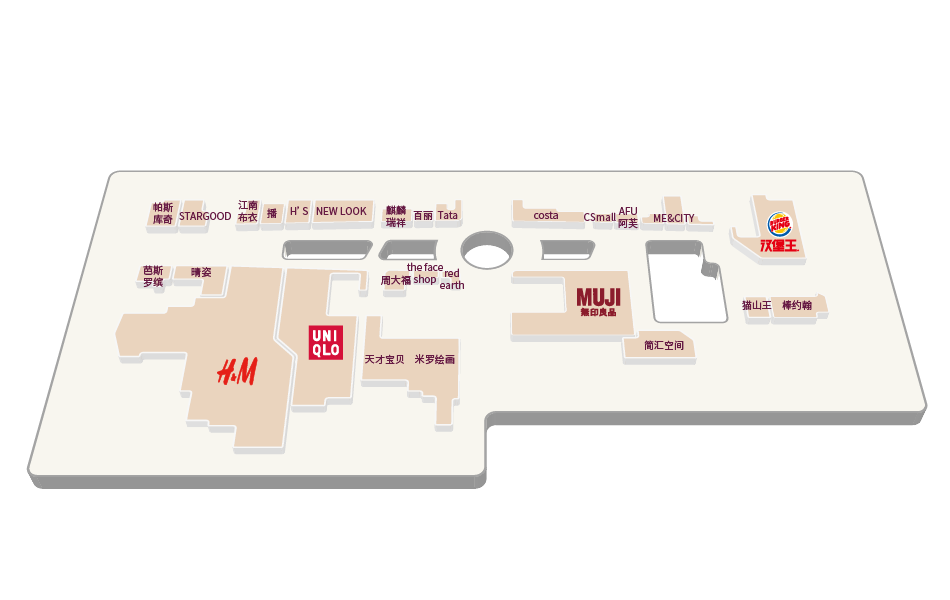 帕斯
库奇
STARGOOD
江南
布衣
播
H'S
NEW LOOK
麒麟
瑞祥
百丽
Tata
costa
CSmall
AFU
阿芙
ME&CITY
BURGER
KING
汉堡王
芭斯
罗缤
晴姿
周大福
the face
shop
red
earth
MUJI
無印良品
猫山王
棒约翰
H&M
UNI
QLO
天才宝贝
米罗绘画
简汇空间